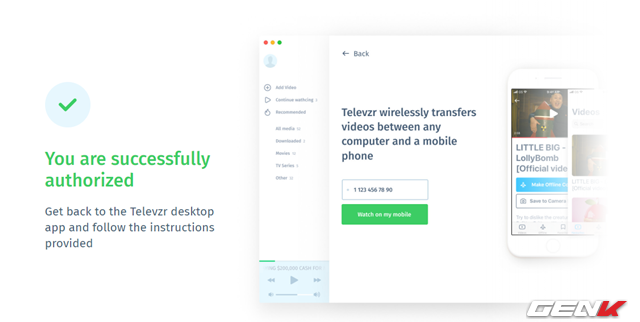 You are successfully
authorized
Get back to the Televzr desktop
app and follow the instructions
provided
Back
Add Video
Continue watching
Recommended
All media
Downloaded
Movies
TV Series
Other
Televzr wirelessly transfers
videos between any
computer and a mobile
phone
1 123 456 78 90
Watch on my mobile
LITTLE BIG -
LollyBomb
[Official video
Make Offline Co
Save to Camera
Videos
GENK